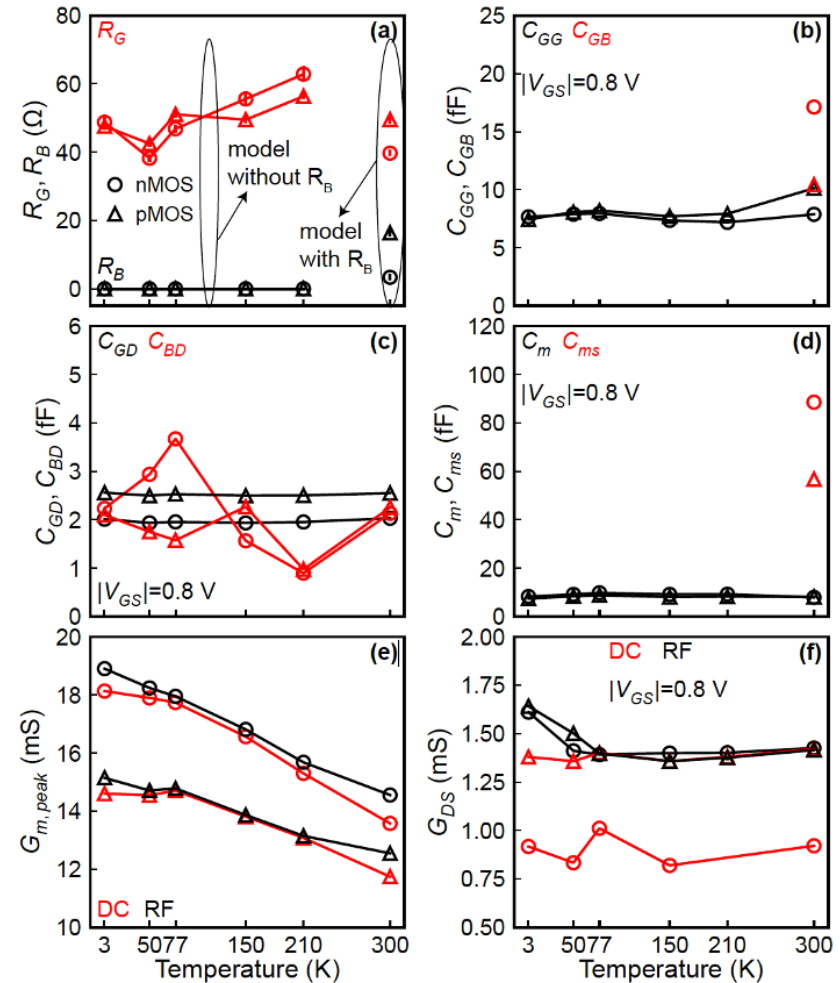 R_G
(a)
80
60
40
20
0
R_G, R_B (Ω)
nMOS
pMOS
R_B
model
without R_B
model
with R_B
C_GG C_GB
(b)
|V_GS|=0.8 V
25
20
15
10
5
0
C_GG, C_GB (fF)
C_GD C_BD
(c)
6
5
4
3
2
1
0
C_GD, C_BD (fF)
|V_GS|=0.8 V
C_m C_ms
(d)
|V_GS|=0.8 V
120
100
80
60
40
20
0
C_m, C_ms (fF)
(e)
20
18
16
14
12
10
G_m,peak (mS)
DC RF
3 50 77 150 210 300
Temperature (K)
DC RF
(f)
|V_GS|=0.8 V
2.00
1.75
1.50
1.25
1.00
0.75
0.50
G_DS (mS)
3 50 77 150 210 300
Temperature (K)